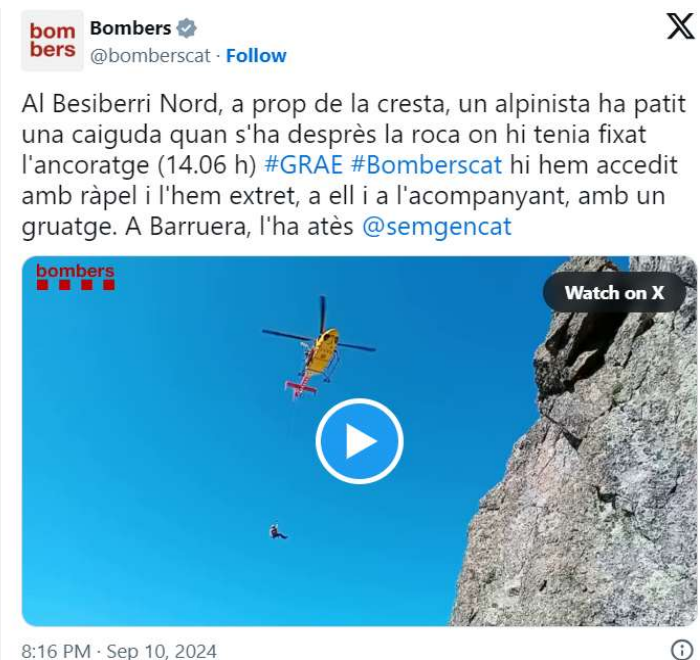 bom
bers
Bombers
@bomberscat · Follow
Al Besiberri Nord, a prop de la cresta, un alpinista ha patit
una caiguda quan s'ha desprès la roca on hi tenia fixat
l'ancoratge (14.06 h) #GRAE #Bomberscat hi hem accedit
amb ràpel i l'hem extret, a ell i a l'acompanyant, amb un
gruatge. A Barruera, l'ha atès @semgencat
bombers
Watch on X
8:16 PM · Sep 10, 2024